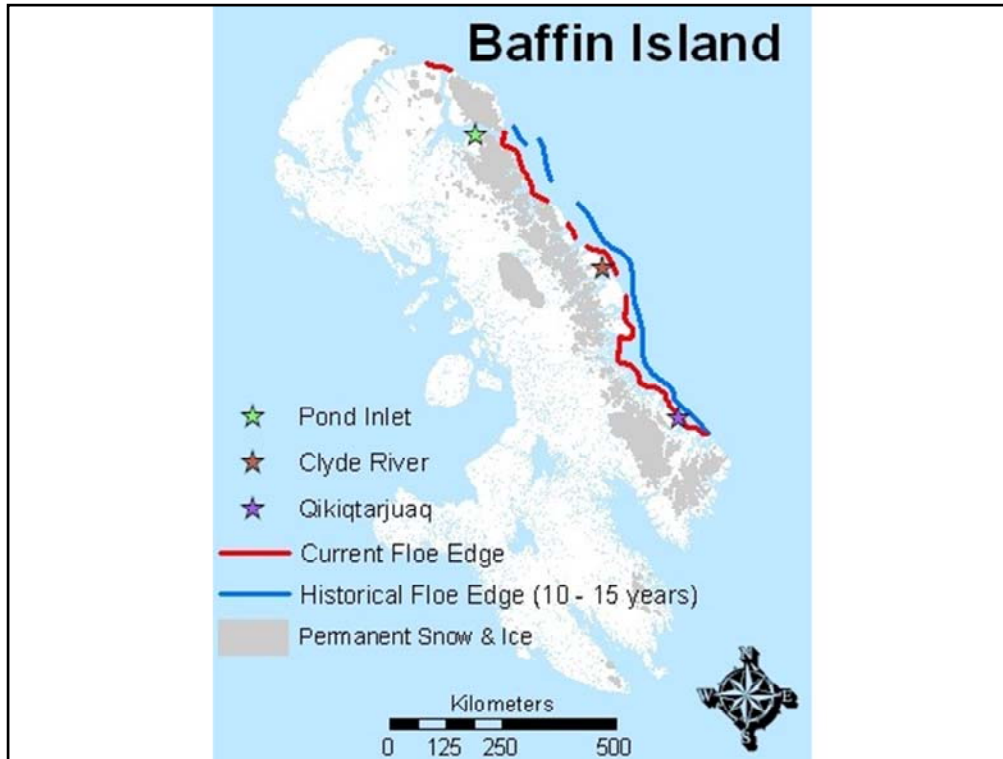 Baffin Island
Pond Inlet
Clyde River
Qikiqtarjuaq
Current Floe Edge
Historical Floe Edge (10 - 15 years)
Permanent Snow & Ice
Kilometers
0 125 250 500
N
W E
S